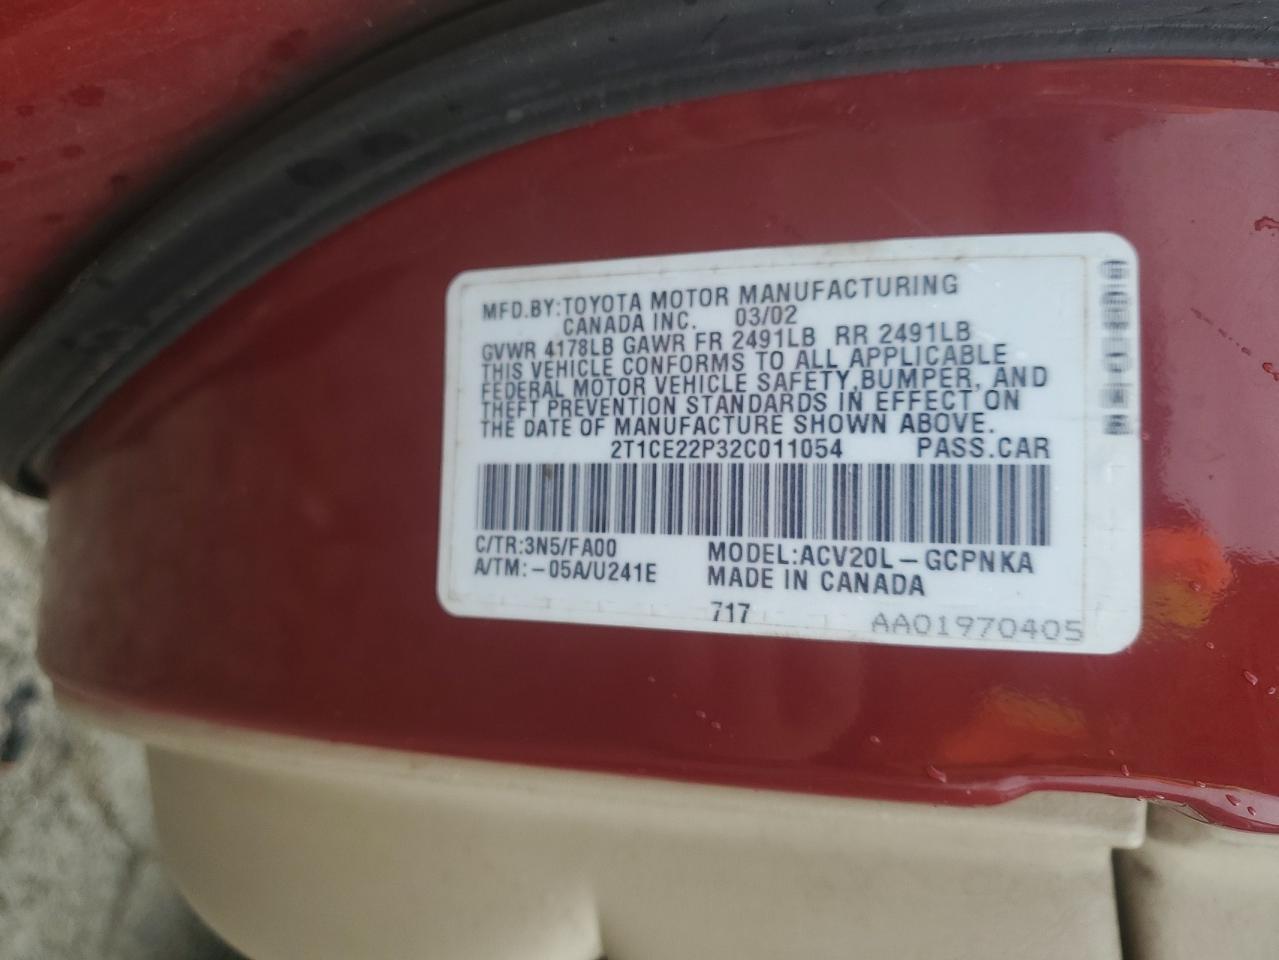 MFD.BY:TOYOTA MOTOR MANUFACTURING
CANADA INC. 03/02
GVWR 4178LB GAWR FR 2491LB RR 2491LB
THIS VEHICLE CONFORMS TO ALL APPLICABLE
FEDERAL MOTOR VEHICLE SAFETY,BUMPER, AND
THEFT PREVENTION STANDARDS IN EFFECT ON
THE DATE OF MANUFACTURE SHOWN ABOVE.
2T1CE22P32C011054 PASS.CAR
C/TR:3N5/FA00 MODEL:ACV20L-GCPNKA
A/TM:-05A/U241E MADE IN CANADA
717 AA01970405